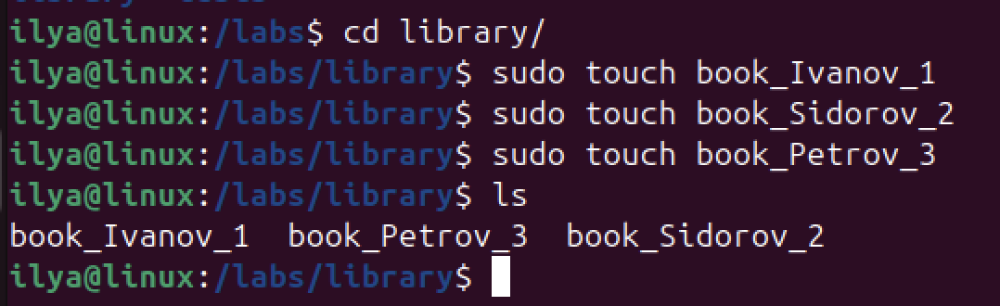 ilya@linux:/labs$ cd library/
ilya@linux:/labs/library$ sudo touch book_Ivanov_1
ilya@linux:/labs/library$ sudo touch book_Sidorov_2
ilya@linux:/labs/library$ sudo touch book_Petrov_3
ilya@linux:/labs/library$ ls
book_Ivanov_1  book_Petrov_3  book_Sidorov_2
ilya@linux:/labs/library$